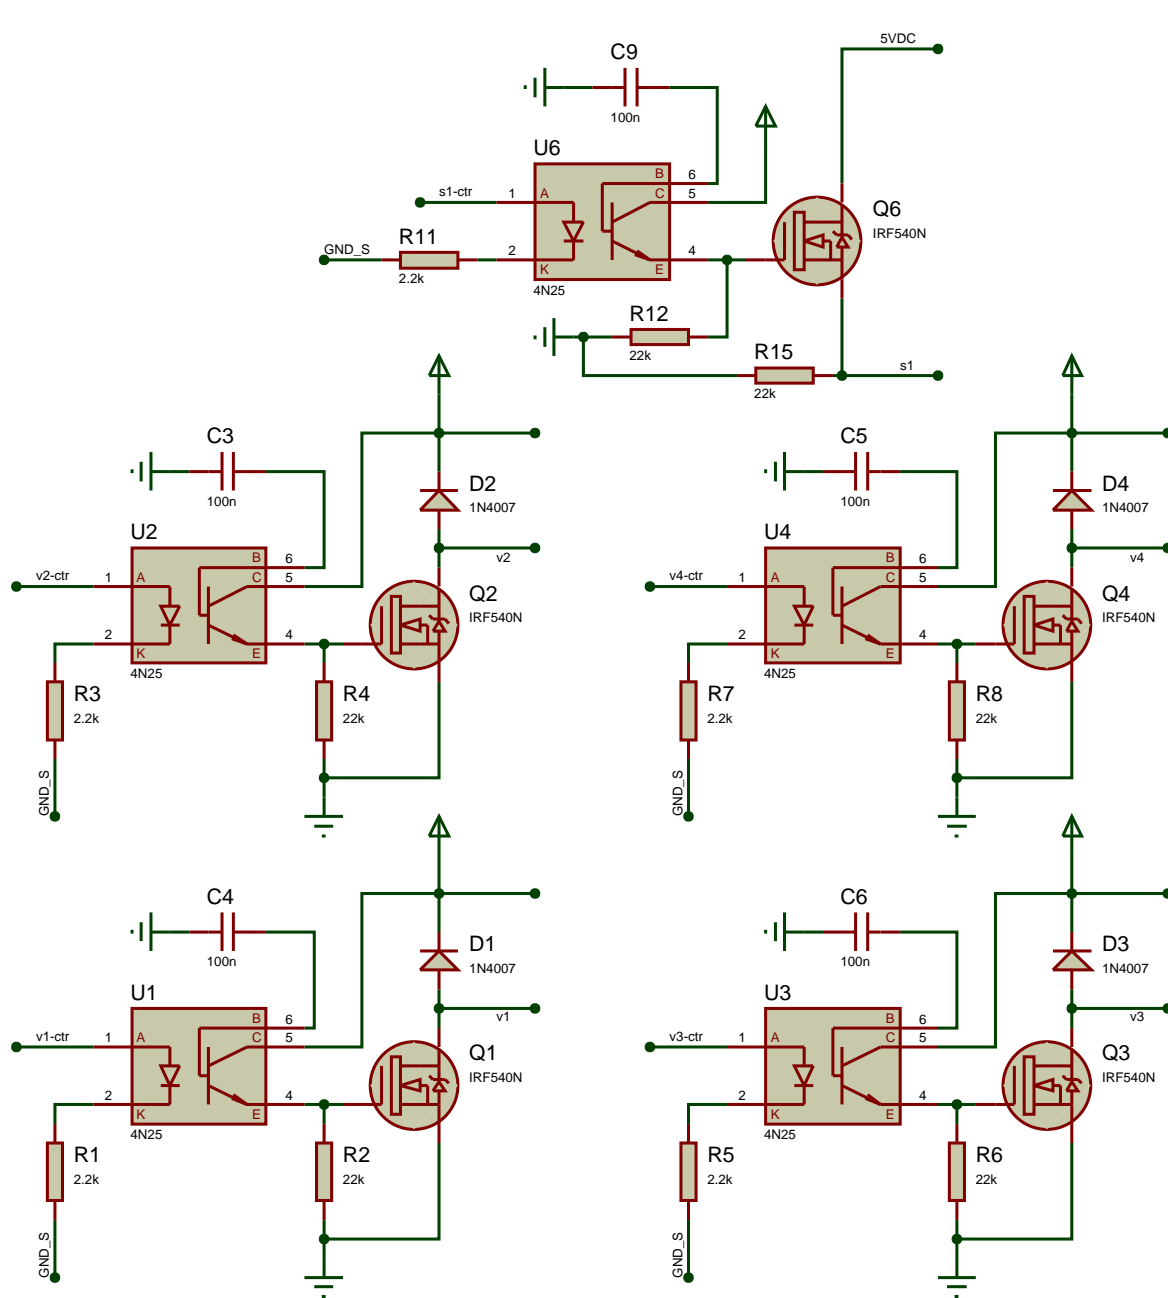 5VDC
C9
100n
U6
B
6
C
5
s1-ctr
1
A
Q6
IRF540N
GND_S
R11
2.2k
2
K
4
E
4N25
R12
22k
R15
22k
s1
C3
100n
D2
1N4007
U2
B
6
C
5
v2
v2-ctr
1
A
Q2
IRF540N
2
K
4
E
4N25
R3
2.2k
R4
22k
GND_S
C5
100n
D4
1N4007
U4
B
6
C
5
v4
v4-ctr
1
A
Q4
IRF540N
2
K
4
E
4N25
R7
2.2k
R8
22k
GND_S
C4
100n
D1
1N4007
U1
B
6
C
5
v1
v1-ctr
1
A
Q1
IRF540N
2
K
4
E
4N25
R1
2.2k
R2
22k
GND_S
C6
100n
D3
1N4007
U3
B
6
C
5
v3
v3-ctr
1
A
Q3
IRF540N
2
K
4
E
4N25
R5
2.2k
R6
22k
GND_S